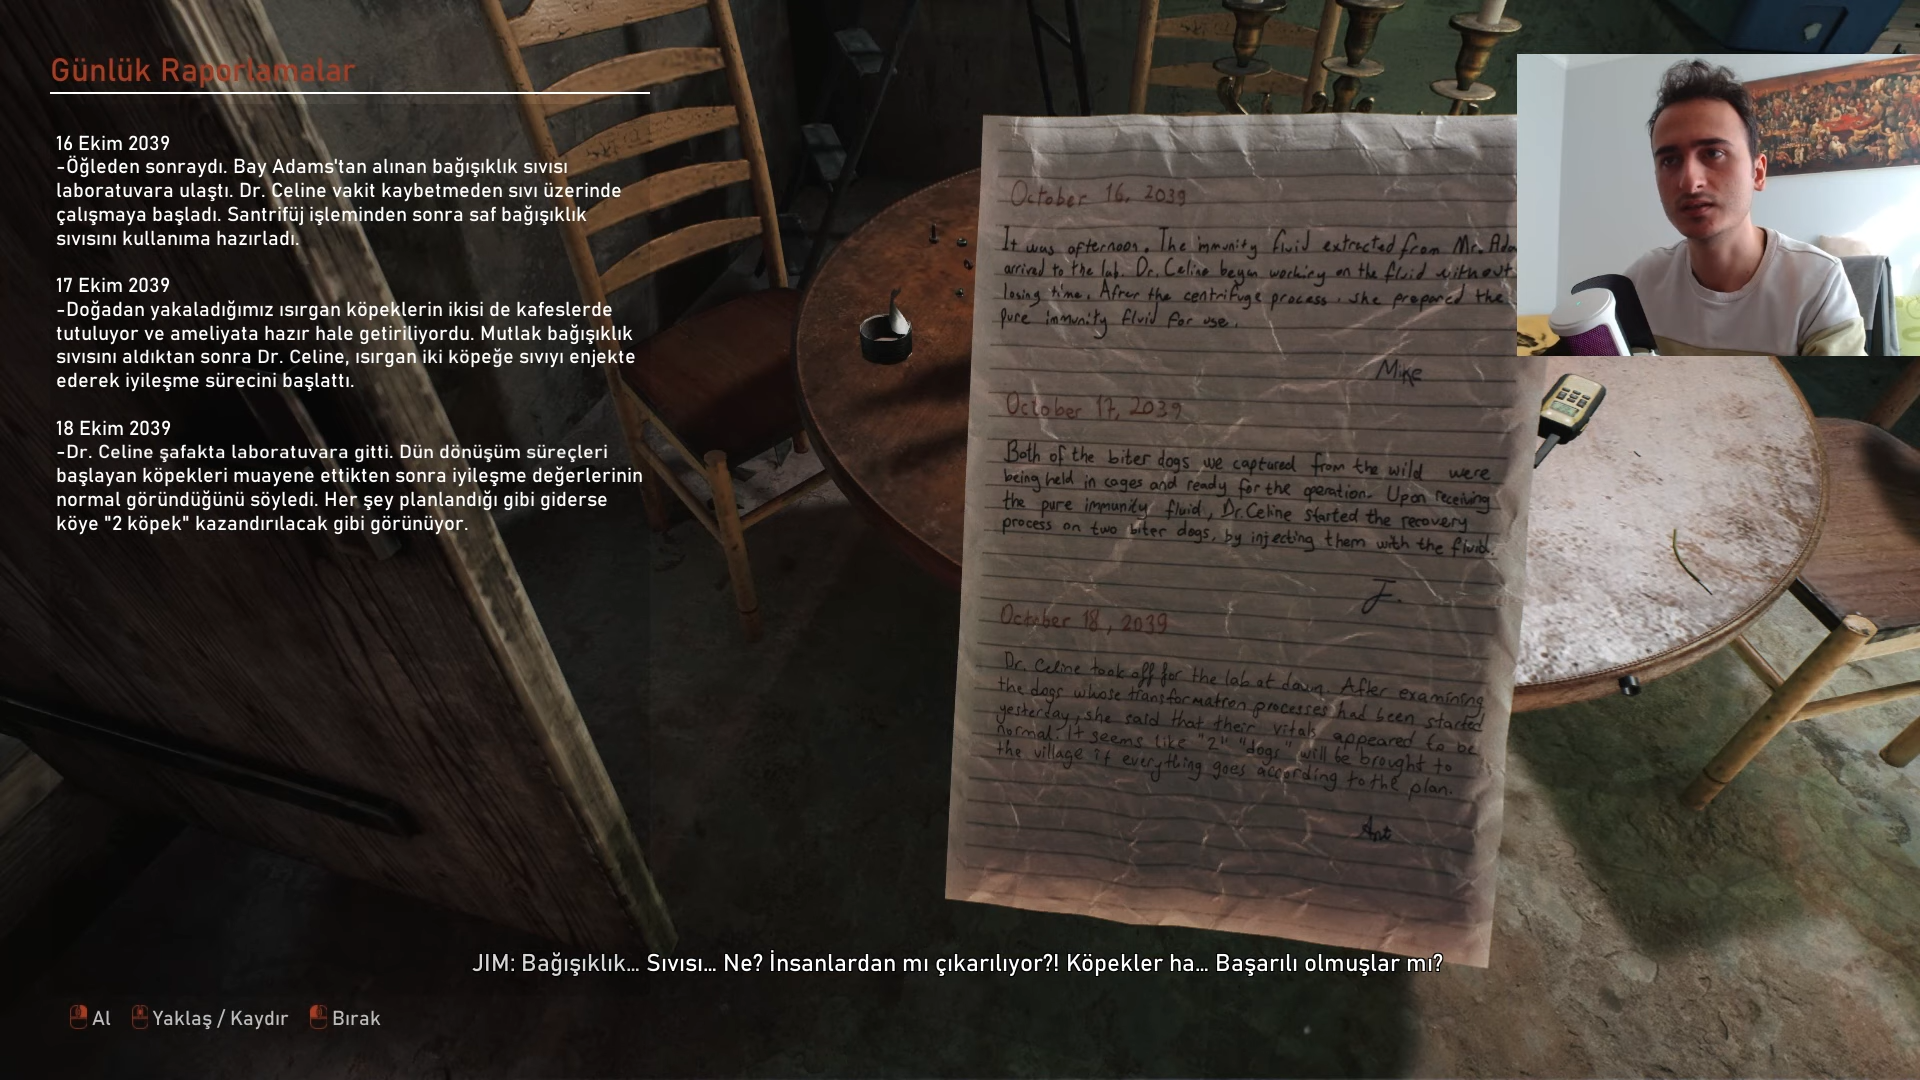 Günlük Raporlamalar
16 Ekim 2039
-Öğleden sonraydı. Bay Adams'tan alınan bağışıklık sıvısı
laboratuvara ulaştı. Dr. Celine vakit kaybetmeden sıvı üzerinde
çalışmaya başladı. Santrifüj işleminden sonra saf bağışıklık
sıvısını kullanıma hazırladı.
17 Ekim 2039
-Doğadan yakaladığımız ısırgan köpeklerin ikisi de kafeslerde
tutuluyor ve ameliyata hazır hale getiriliyordu. Mutlak bağışıklık
sıvısını aldıktan sonra Dr. Celine, ısırgan iki köpeğe sıvıyı enjekte
ederek iyileşme sürecini başlattı.
18 Ekim 2039
-Dr. Celine şafakta laboratuvara gitti. Dün dönüşüm süreçleri
başlayan köpekleri muayene ettikten sonra iyileşme değerlerinin
normal göründüğünü söyledi. Her şey planlandığı gibi giderse
köye "2 köpek" kazandırılacak gibi görünüyor.
October 16, 2039
It was afternoon. The immunity fluid extracted from Mr. Ada
arrived to the lab. Dr. Celine began working on the fluid without
losing time. After the centrifuge process, she prepared the
pure immunity fluid for use.
Mike
October 17, 2039
Both of the biter dogs we captured from the wild were
being held in cages and ready for the operation. Upon receiving
the pure immunity fluid, Dr. Celine started the recovery
process on two biter dogs, by injecting them with the fluid.
J.
October 18, 2039
Dr. Celine took off for the lab at dawn. After examining
the dogs whose transformation processes had been started
yesterday, she said that their vitals appeared to be
normal. It seems like "2" "dogs" will be brought to
the village if everything goes according to the plan.
Ant
JIM: Bağışıklık... Sıvısı... Ne? İnsanlardan mı çıkarılıyor?! Köpekler ha... Başarılı olmuşlar mı?
Al Yaklaş / Kaydır Bırak